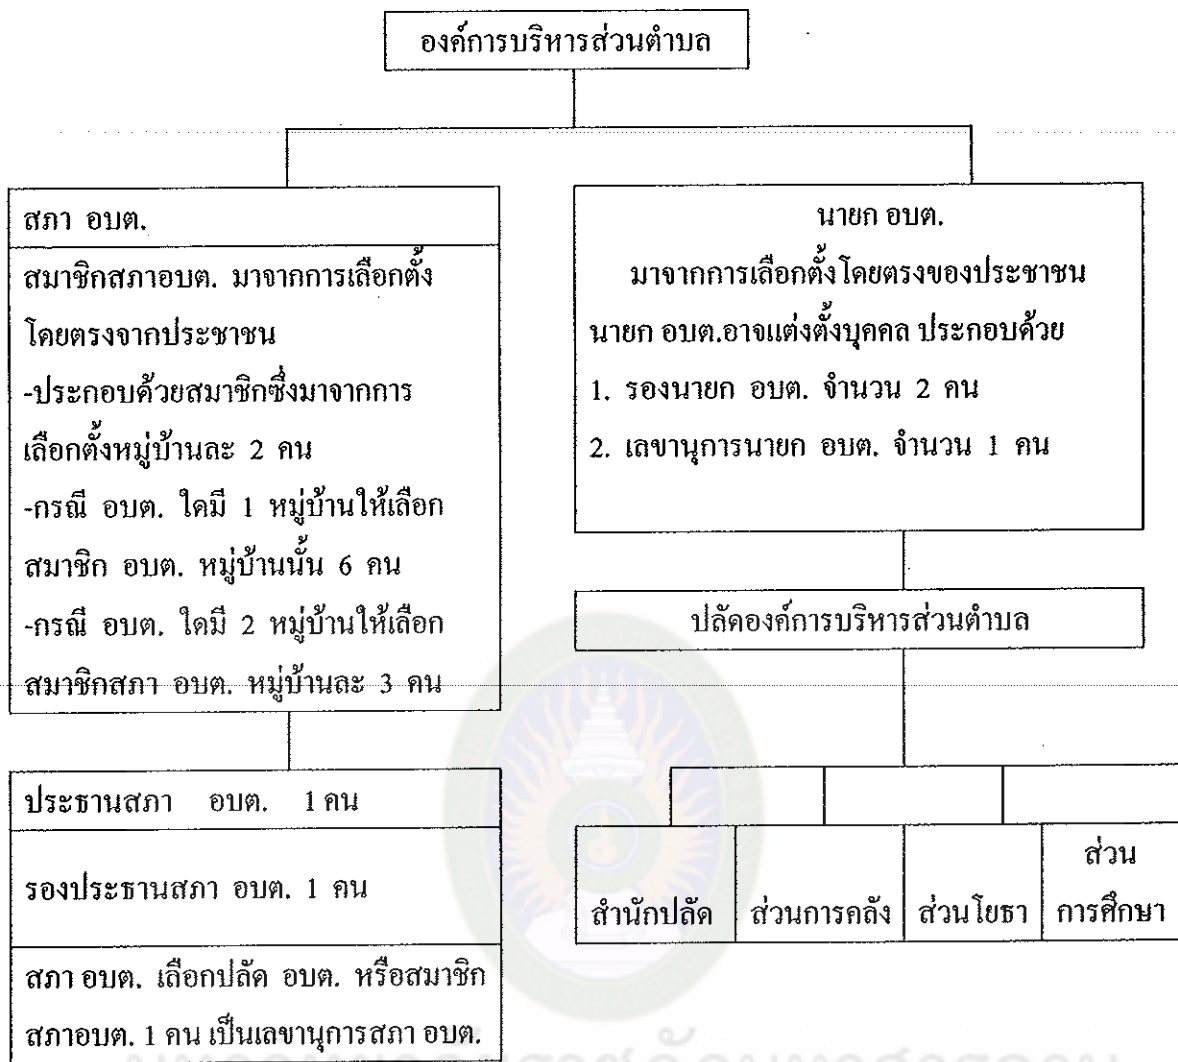 องค์การบริหารส่วนตำบล
สภา อบต.
สมาชิกสภาอบต. มาจากการเลือกตั้ง
โดยตรงจากประชาชน
-ประกอบด้วยสมาชิกซึ่งมาจากการ
เลือกตั้งหมู่บ้านละ 2 คน
-กรณี อบต. ใดมี 1 หมู่บ้านให้เลือก
สมาชิก อบต. หมู่บ้านนั้น 6 คน
-กรณี อบต. ใดมี 2 หมู่บ้านให้เลือก
สมาชิกสภา อบต. หมู่บ้านละ 3 คน
ประธานสภา อบต. 1 คน
รองประธานสภา อบต. 1 คน
สภา อบต. เลือกปลัด อบต. หรือสมาชิก
สภาอบต. 1 คน เป็นเลขานุการสภา อบต.
นายก อบต.
มาจากการเลือกตั้งโดยตรงของประชาชน
นายก อบต.อาจแต่งตั้งบุคคล ประกอบด้วย
1. รองนายก อบต. จำนวน 2 คน
2. เลขานุการนายก อบต. จำนวน 1 คน
ปลัดองค์การบริหารส่วนตำบล
สำนักปลัด
ส่วนการคลัง
ส่วนโยธา
ส่วน
การศึกษา